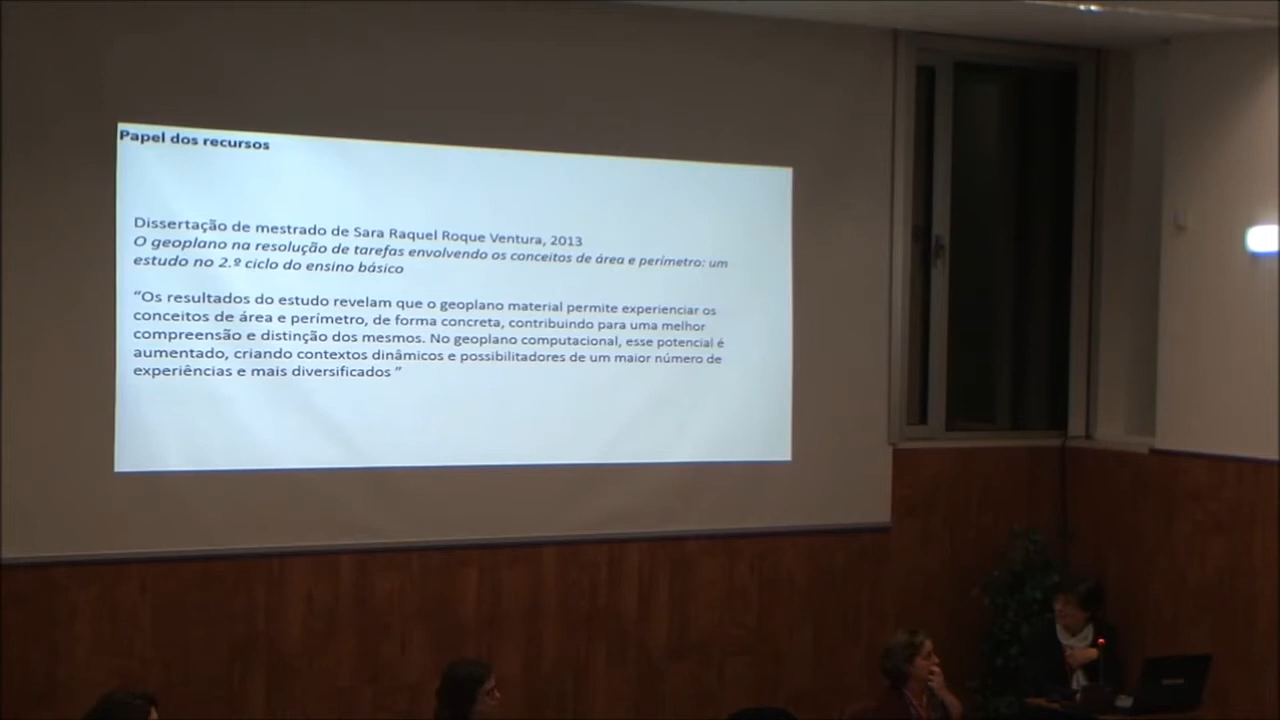 Papel dos recursos
Dissertação de mestrado de Sara Raquel Roque Ventura, 2013
O geoplano na resolução de tarefas envolvendo os conceitos de área e perímetro: um
estudo no 2.º ciclo do ensino básico
“Os resultados do estudo revelam que o geoplano material permite experienciar os
conceitos de área e perímetro, de forma concreta, contribuindo para uma melhor
compreensão e distinção dos mesmos. No geoplano computacional, esse potencial é
aumentado, criando contextos dinâmicos e possibilitadores de um maior número de
experiências e mais diversificados ”